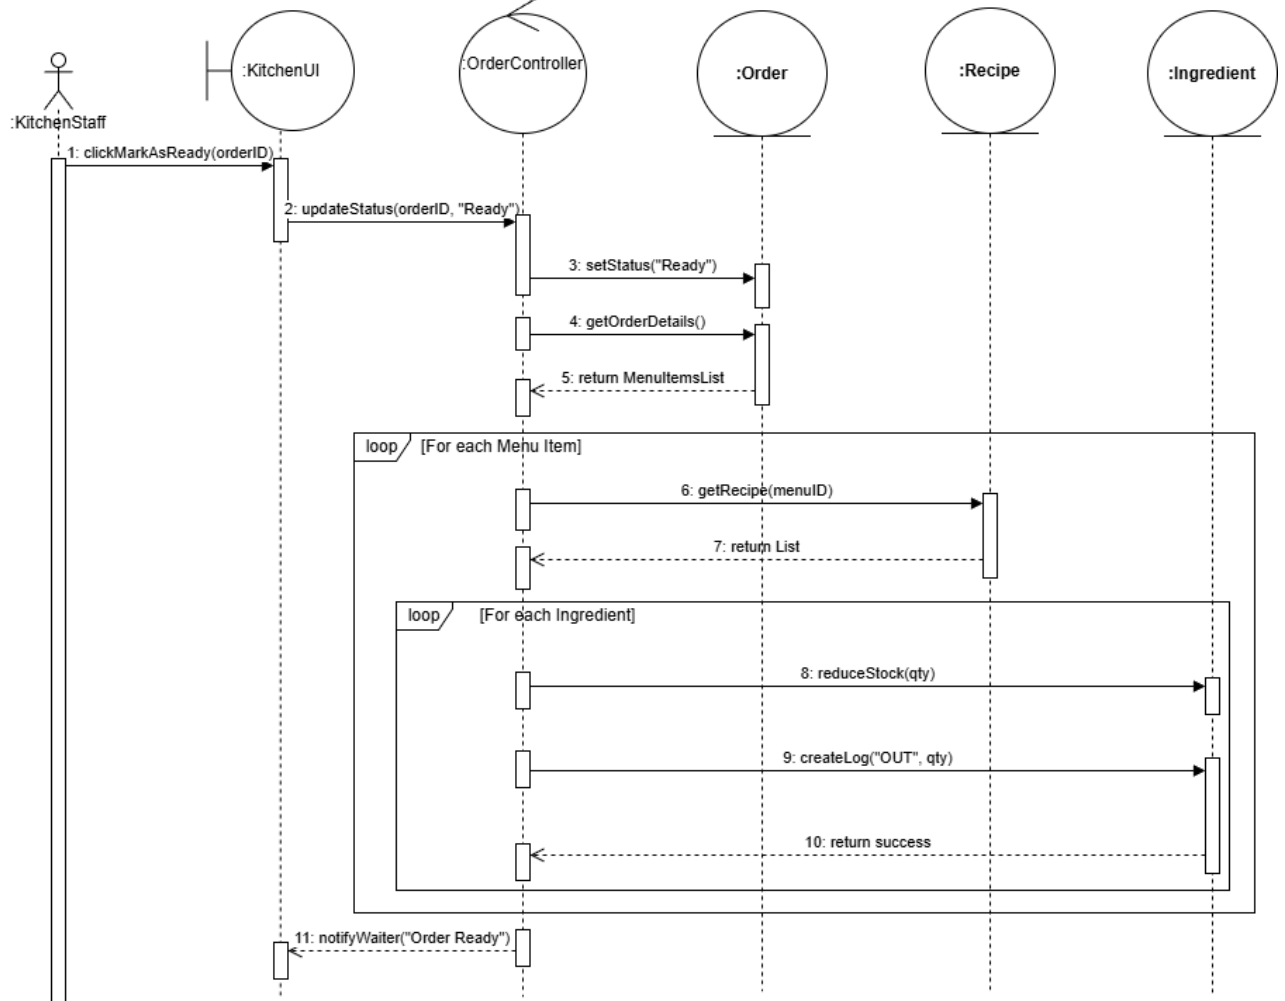 :KitchenUI
:OrderController
:Order
:Recipe
:Ingredient
:KitchenStaff
1: clickMarkAsReady(orderID)
2: updateStatus(orderID, "Ready")
3: setStatus("Ready")
4: getOrderDetails()
5: return MenuItemsList
loop
[For each Menu Item]
6: getRecipe(menuID)
7: return List
loop
[For each Ingredient]
8: reduceStock(qty)
9: createLog("OUT", qty)
10: return success
11: notifyWaiter("Order Ready")